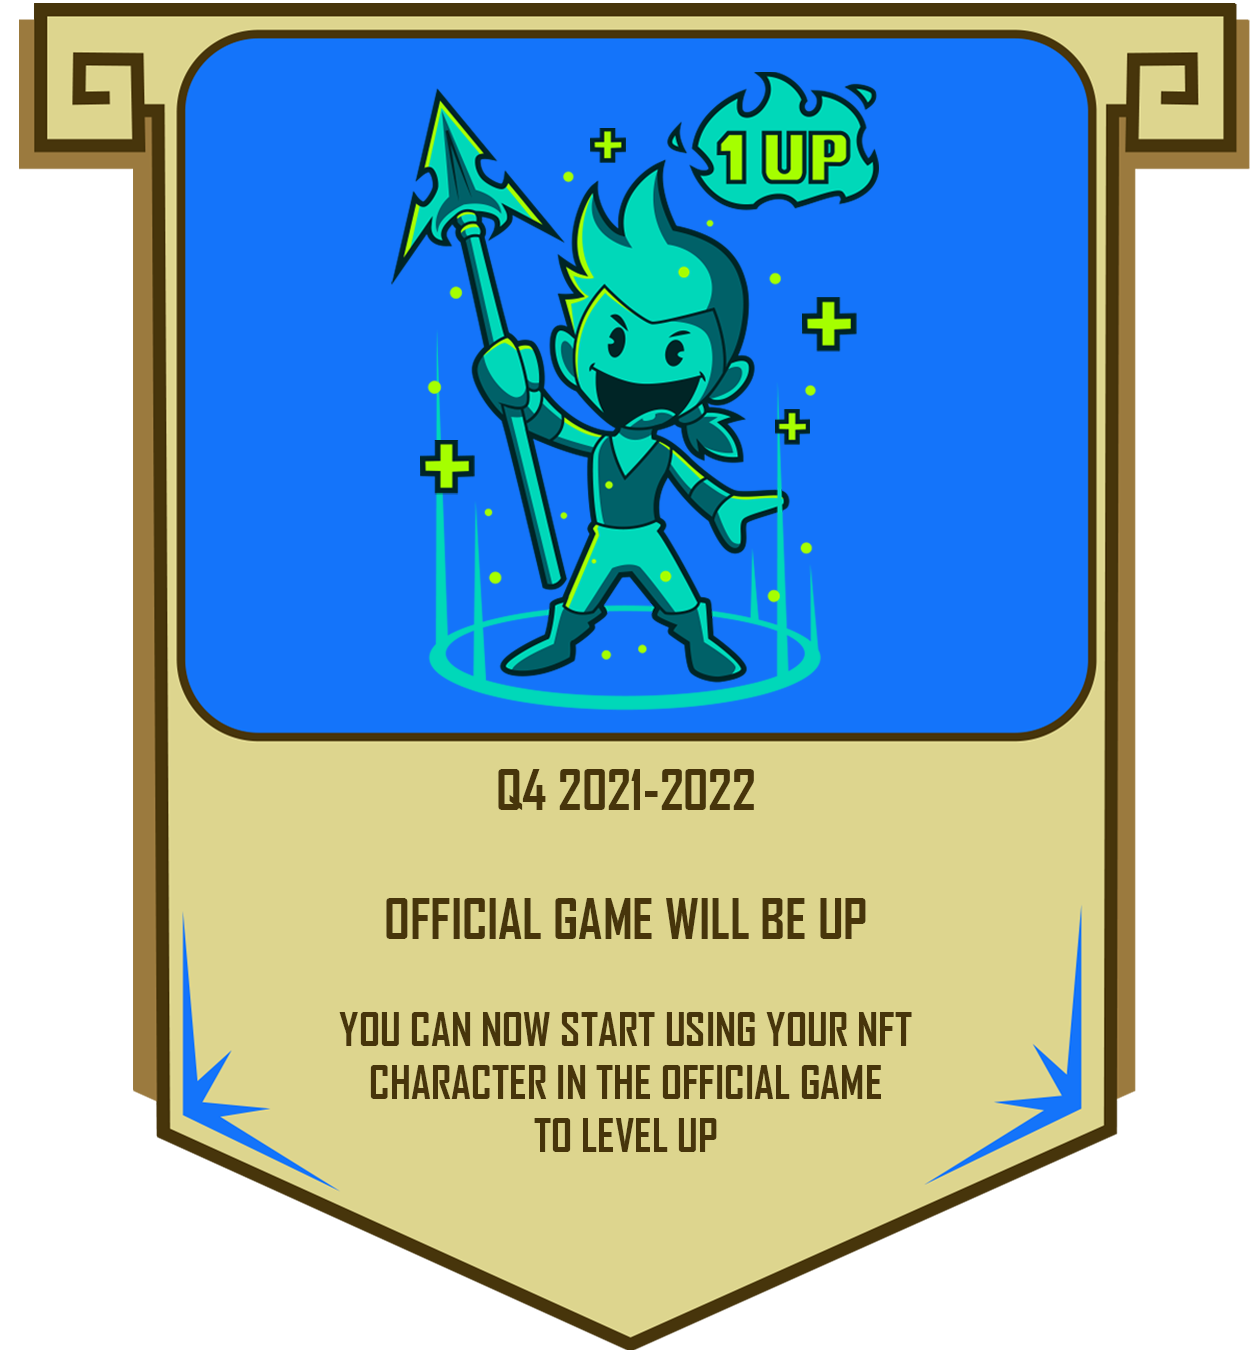 1 UP
Q4 2021-2022
OFFICIAL GAME WILL BE UP
YOU CAN NOW START USING YOUR NFT
CHARACTER IN THE OFFICIAL GAME
TO LEVEL UP